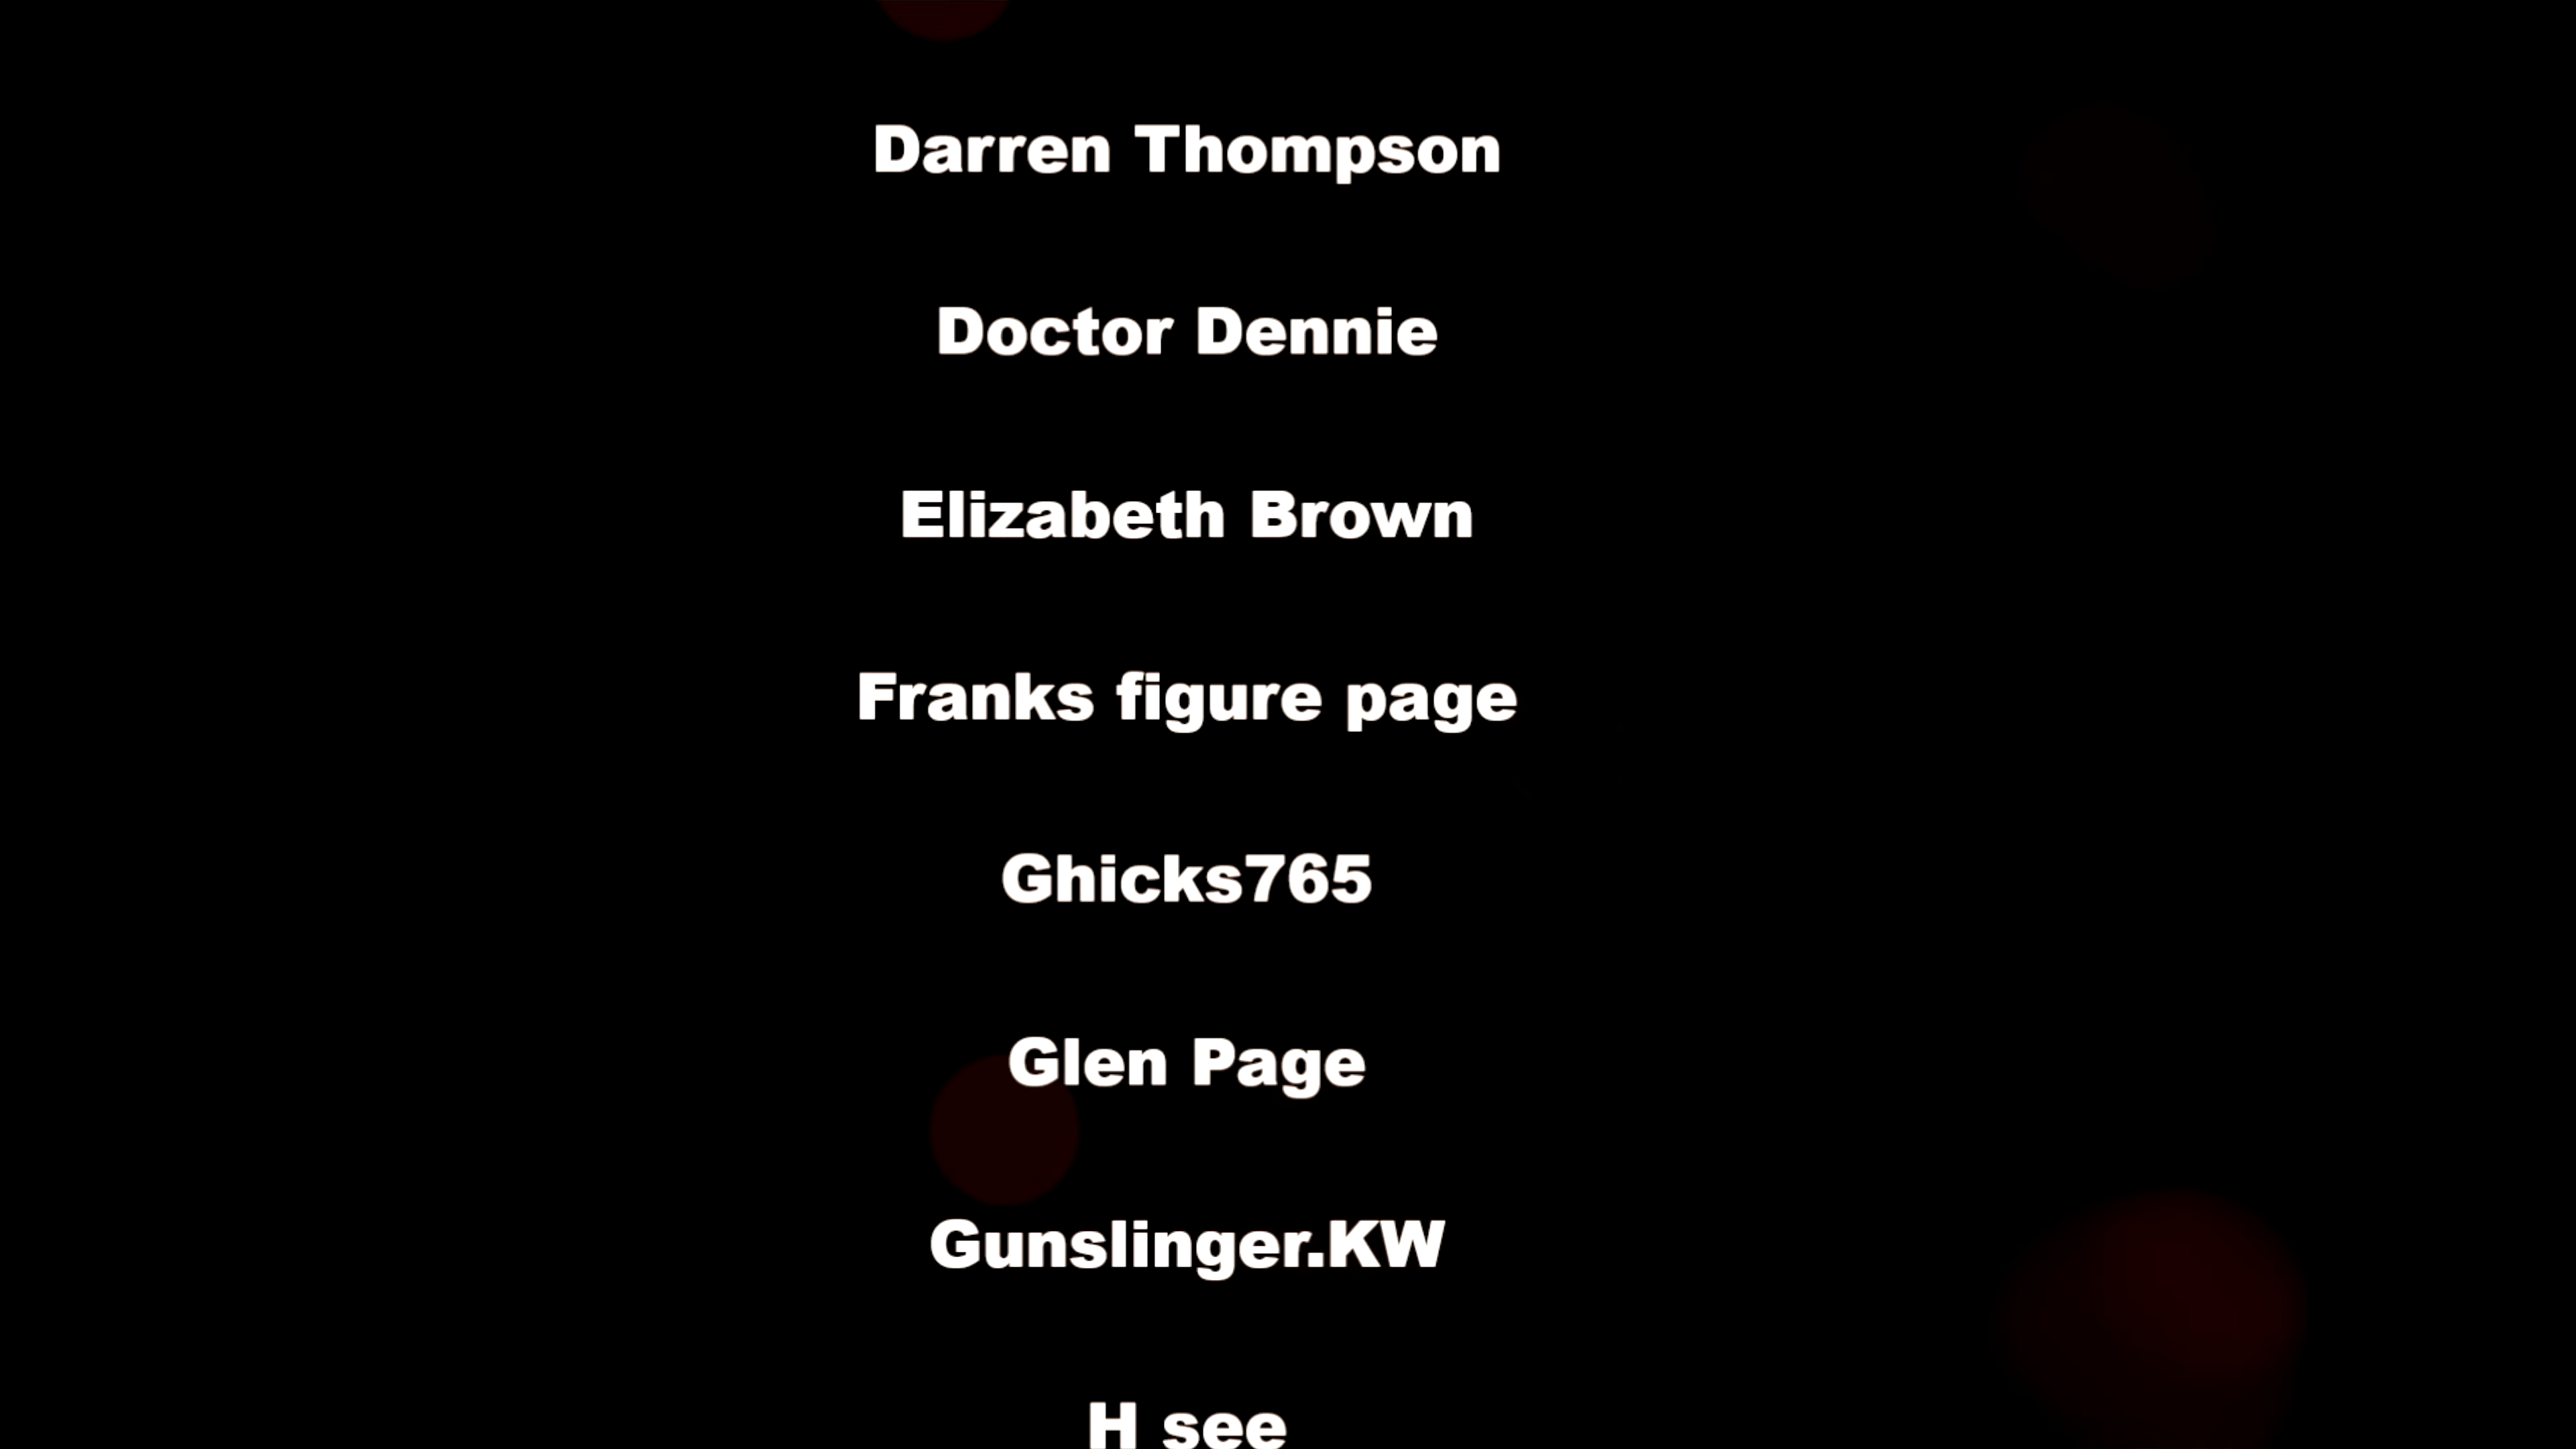 Darren Thompson
Doctor Dennie
Elizabeth Brown
Franks figure page
Ghicks765
Glen Page
Gunslinger.KW
H see